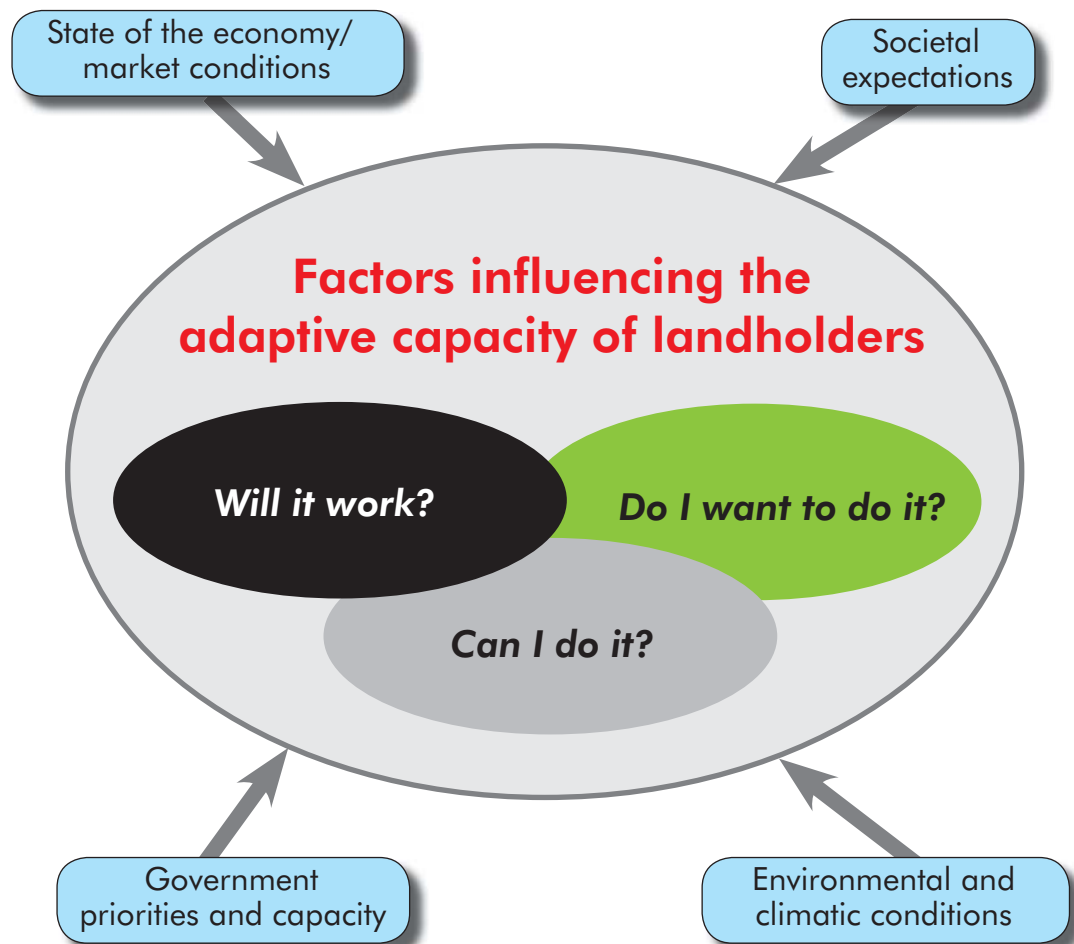 State of the economy/
market conditions
Societal
expectations
Factors influencing the
adaptive capacity of landholders
Will it work?
Do I want to do it?
Can I do it?
Government
priorities and capacity
Environmental and
climatic conditions